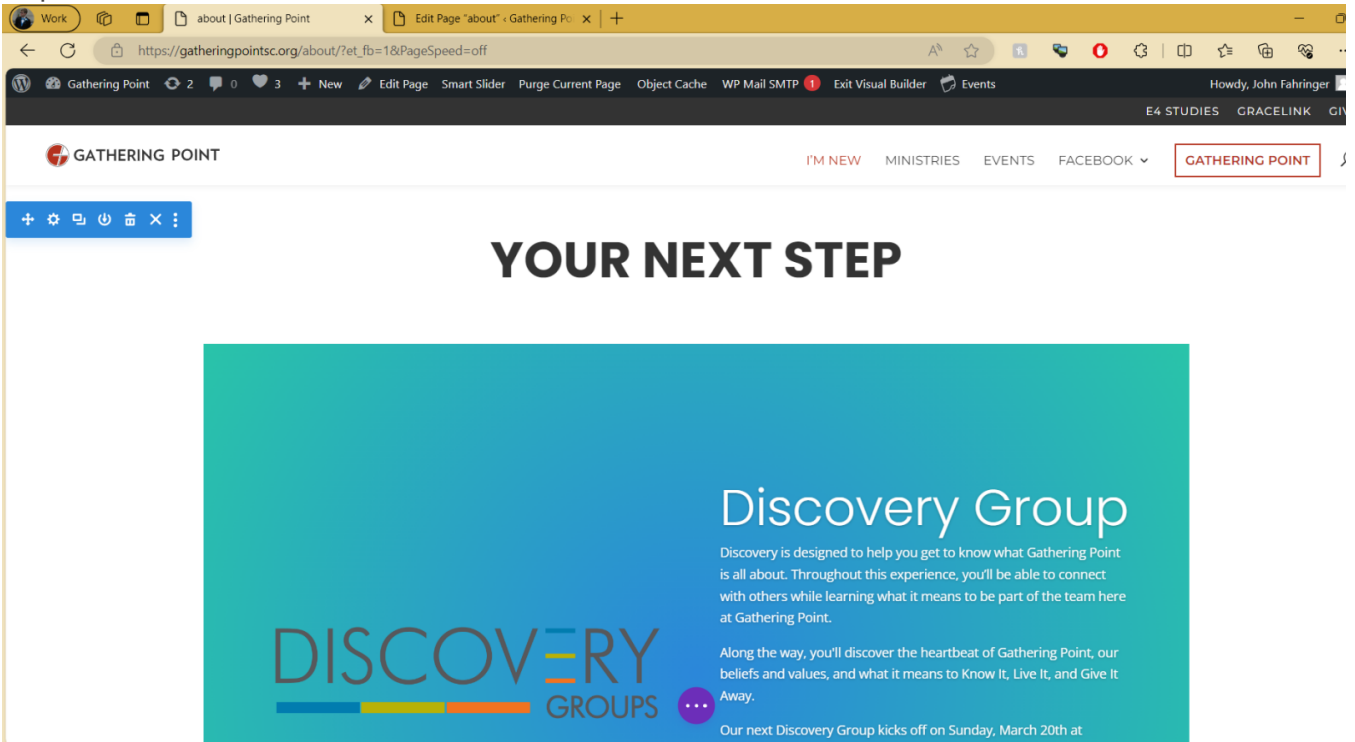 Work
about | Gathering Point
Edit Page "about" ‹ Gathering Po
https://gatheringpointsc.org/about/?et_fb=1&PageSpeed=off
Gathering Point 2 0 3 + New Edit Page Smart Slider Purge Current Page Object Cache WP Mail SMTP 1 Exit Visual Builder Events Howdy, John Fahringer
E4 STUDIES GRACELINK
GATHERING POINT
I'M NEW MINISTRIES EVENTS FACEBOOK GATHERING POINT
YOUR NEXT STEP
Discovery Group
Discovery is designed to help you get to know what Gathering Point
is all about. Throughout this experience, you'll be able to connect
with others while learning what it means to be part of the team here
at Gathering Point.
Along the way, you'll discover the heartbeat of Gathering Point, our
beliefs and values, and what it means to Know It, Live It, and Give It
Away.
Our next Discovery Group kicks off on Sunday, March 20th at
DISCOVERY
GROUPS